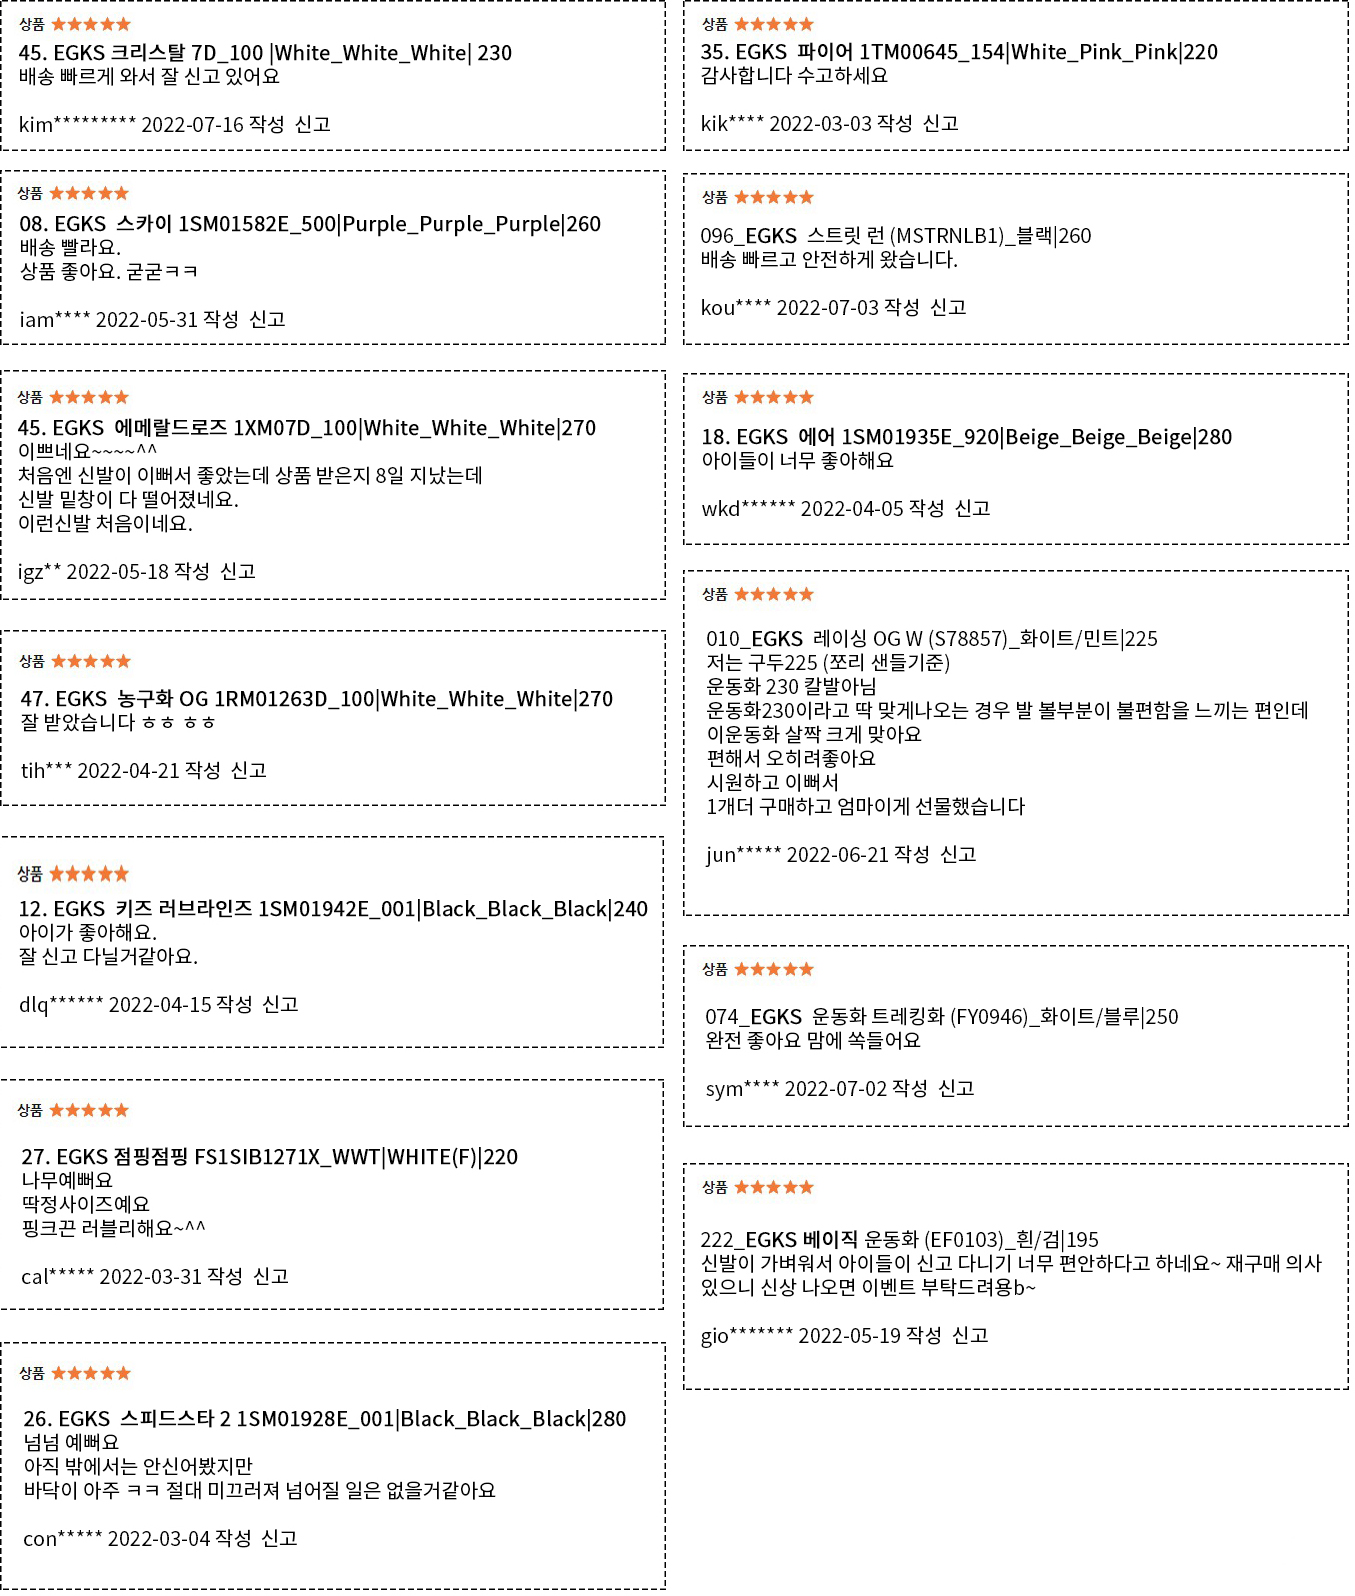 상품 ★★★★★
45. EGKS 크리스탈 7D_100 |White_White_White| 230
배송 빠르게 와서 잘 신고 있어요
kim********* 2022-07-16 작성 신고
상품 ★★★★★
08. EGKS 스카이 1SM01582E_500|Purple_Purple_Purple|260
배송 빨라요.
상품 좋아요. 굳굳ㅋㅋ
iam**** 2022-05-31 작성 신고
상품 ★★★★★
45. EGKS 에메랄드로즈 1XM07D_100|White_White_White|270
이쁘네요~~~~^^
처음엔 신발이 이뻐서 좋았는데 상품 받은지 8일 지났는데
신발 밑창이 다 떨어졌네요.
이런신발 처음이네요.
igz** 2022-05-18 작성 신고
상품 ★★★★★
47. EGKS 농구화 OG 1RM01263D_100|White_White_White|270
잘 받았습니다 ㅎㅎ ㅎㅎ
tih*** 2022-04-21 작성 신고
상품 ★★★★★
12. EGKS 키즈 러브라인즈 1SM01942E_001|Black_Black_Black|240
아이가 좋아해요.
잘 신고 다닐거같아요.
dlq****** 2022-04-15 작성 신고
상품 ★★★★★
27. EGKS 점핑점핑 FS1SIB1271X_WWT|WHITE(F)|220
나무예뻐요
딱정사이즈예요
핑크끈 러블리해요~^^
cal***** 2022-03-31 작성 신고
상품 ★★★★★
26. EGKS 스피드스타 2 1SM01928E_001|Black_Black_Black|280
넘넘 예뻐요
아직 밖에서는 안신어봤지만
바닥이 아주 ㅋㅋ 절대 미끄러져 넘어질 일은 없을거같아요
con***** 2022-03-04 작성 신고
상품 ★★★★★
35. EGKS 파이어 1TM00645_154|White_Pink_Pink|220
감사합니다 수고하세요
kik**** 2022-03-03 작성 신고
상품 ★★★★★
096_EGKS 스트릿 런 (MSTRNLB1)_블랙|260
배송 빠르고 안전하게 왔습니다.
kou**** 2022-07-03 작성 신고
상품 ★★★★★
18. EGKS 에어 1SM01935E_920|Beige_Beige_Beige|280
아이들이 너무 좋아해요
wkd****** 2022-04-05 작성 신고
상품 ★★★★★
010_EGKS 레이싱 OG W (S78857)_화이트/민트|225
저는 구두225 (쪼리 샌들기준)
운동화 230 칼발아님
운동화230이라고 딱 맞게나오는 경우 발 볼부분이 불편함을 느끼는 편인데
이운동화 살짝 크게 맞아요
편해서 오히려좋아요
시원하고 이뻐서
1개더 구매하고 엄마이게 선물했습니다
jun***** 2022-06-21 작성 신고
상품 ★★★★★
074_EGKS 운동화 트레킹화 (FY0946)_화이트/블루|250
완전 좋아요 맘에 쏙들어요
sym**** 2022-07-02 작성 신고
상품 ★★★★★
222_EGKS 베이직 운동화 (EF0103)_흰/검|195
신발이 가벼워서 아이들이 신고 다니기 너무 편안하다고 하네요~ 재구매 의사
있으니 신상 나오면 이벤트 부탁드려용b~
gio******* 2022-05-19 작성 신고